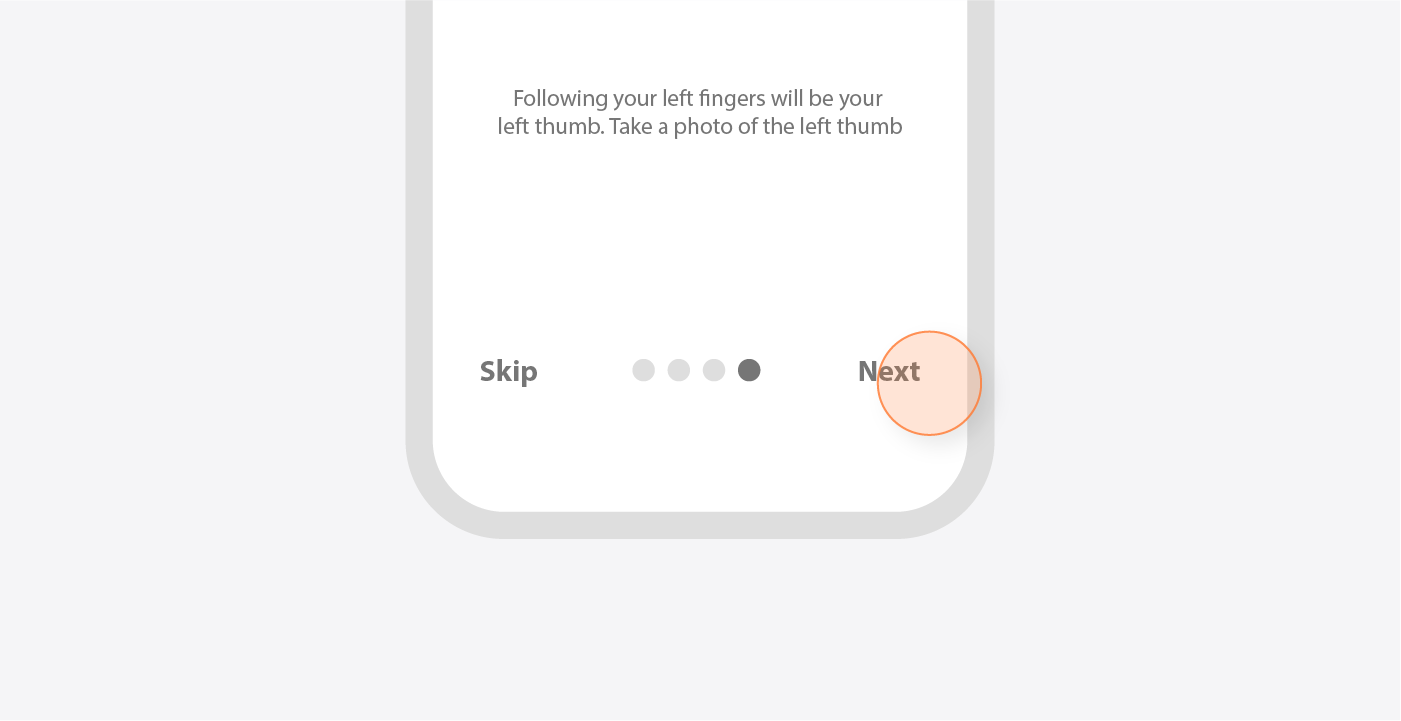 Following your left fingers will be your
left thumb. Take a photo of the left thumb
Skip
Next